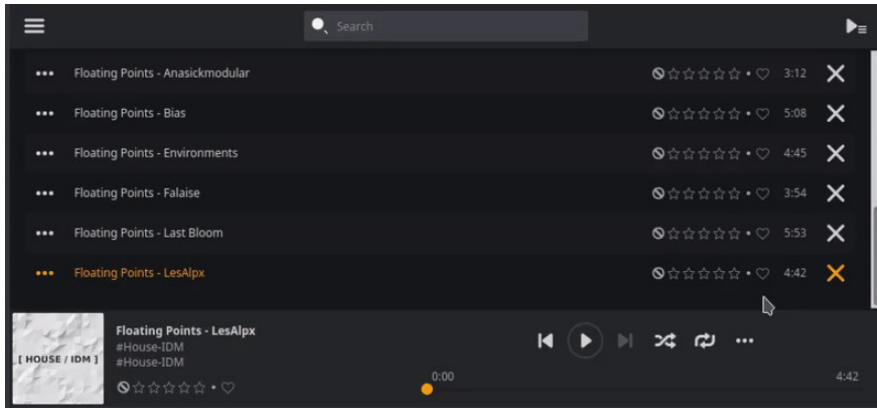 Search
Floating Points - Anasickmodular 3:12
Floating Points - Bias 5:08
Floating Points - Environments 4:45
Floating Points - Falaise 3:54
Floating Points - Last Bloom 5:53
Floating Points - LesAlpx 4:42
[ HOUSE / IDM ]
Floating Points - LesAlpx
#House-IDM
#House-IDM
0:00
4:42